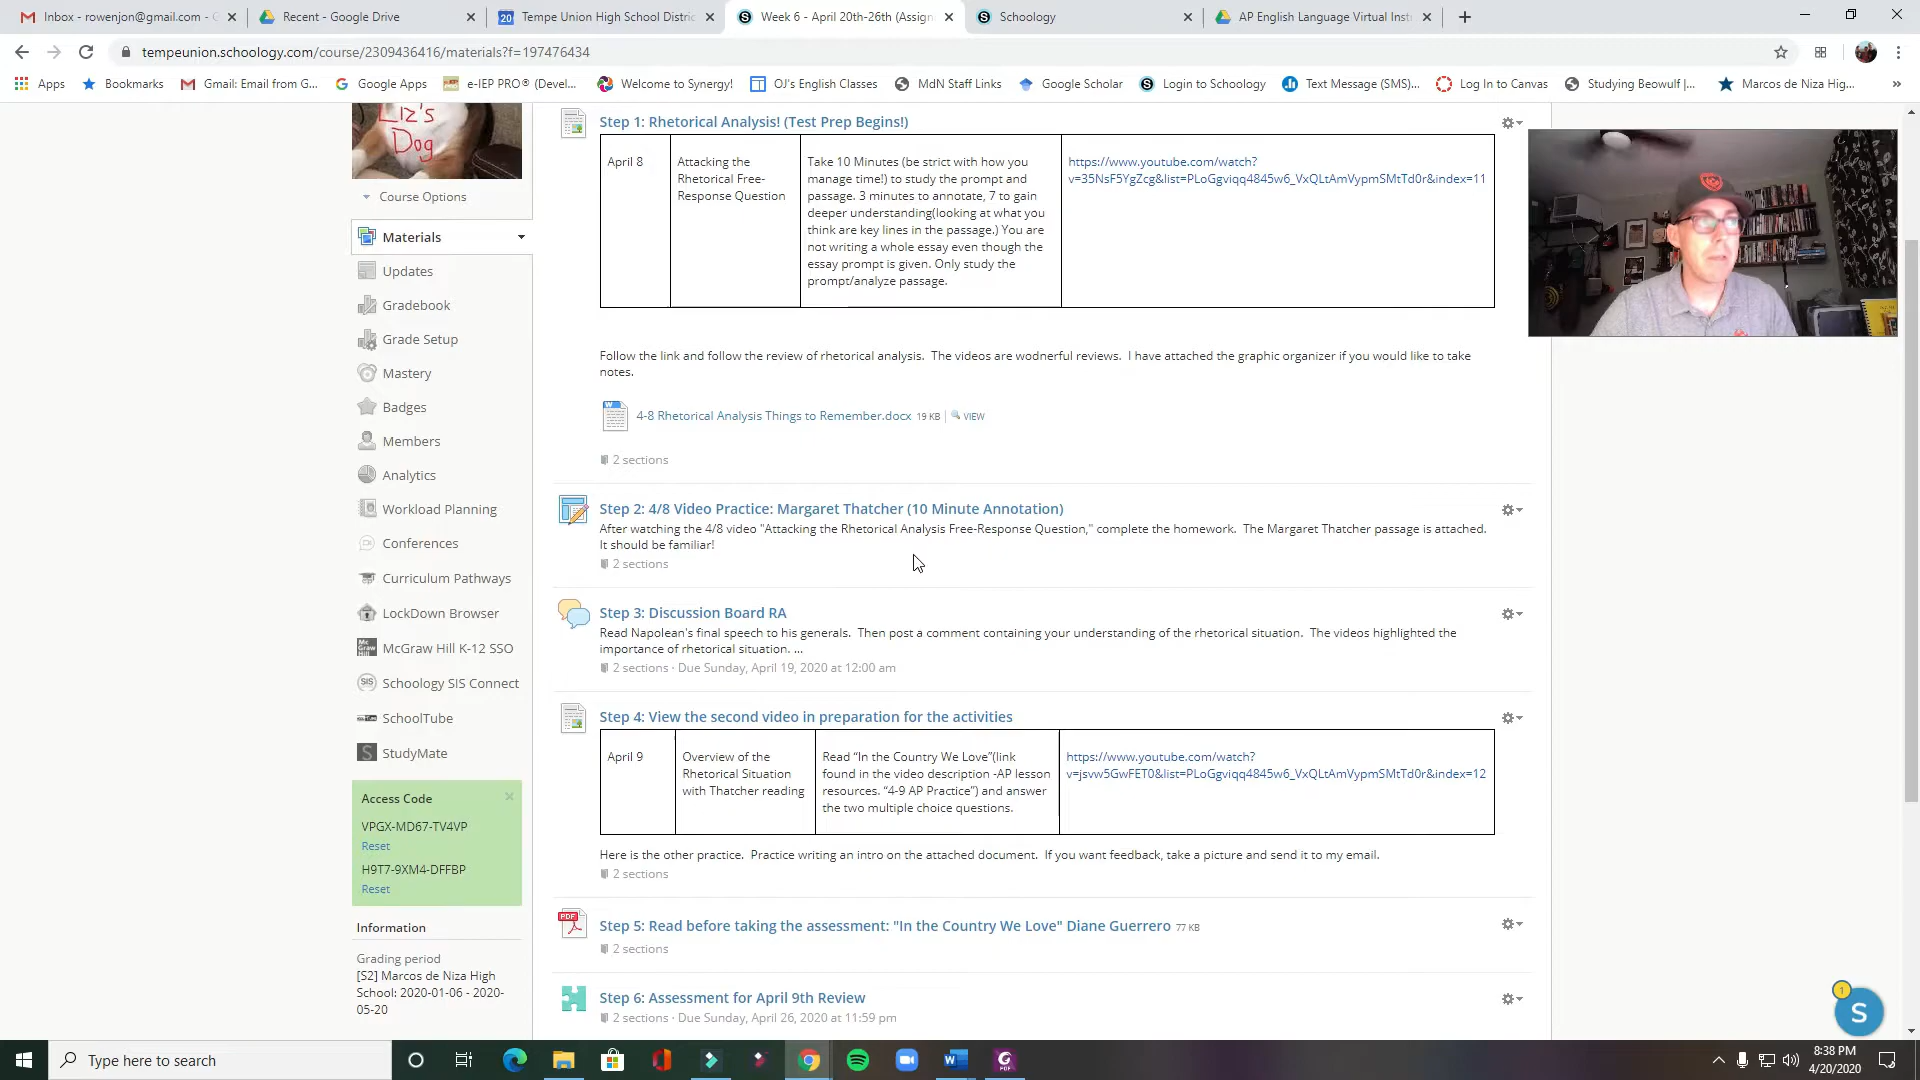 Inbox - rowenjon@gmail.com -
Recent - Google Drive
Tempe Union High School Distric
Week 6 - April 20th-26th (Assign
Schoology
AP English Language Virtual Inst
tempeunion.schoology.com/course/2309436416/materials?f=197476434
Apps
Bookmarks
Gmail: Email from G...
Google Apps
e-IEP PRO® (Devel...
Welcome to Synergy!
OJ's English Classes
MdN Staff Links
Google Scholar
Login to Schoology
Text Message (SMS)...
Log In to Canvas
Studying Beowulf |...
Marcos de Niza Hig...
Liz's
Dog
Course Options
Materials
Updates
Gradebook
Grade Setup
Mastery
Badges
Members
Analytics
Workload Planning
Conferences
Curriculum Pathways
LockDown Browser
McGraw Hill K-12 SSO
Schoology SIS Connect
SchoolTube
StudyMate
Access Code
VPGX-MD67-TV4VP
Reset
H9T7-9XM4-DFFBP
Reset
Information
Grading period
[S2] Marcos de Niza High
School: 2020-01-06 - 2020-
05-20
Step 1: Rhetorical Analysis! (Test Prep Begins!)
April 8
Attacking the
Rhetorical Free-
Response Question
Take 10 Minutes (be strict with how you
manage time!) to study the prompt and
passage. 3 minutes to annotate, 7 to gain
deeper understanding(looking at what you
think are key lines in the passage.) You are
not writing a whole essay even though the
essay prompt is given. Only study the
prompt/analyze passage.
https://www.youtube.com/watch?
v=35NsF5YgZcg&list=PLoGgviqq4845w6_VxQLtAmVypmSMtTd0r&index=11
Follow the link and follow the review of rhetorical analysis. The videos are wodnerful reviews. I have attached the graphic organizer if you would like to take
notes.
4-8 Rhetorical Analysis Things to Remember.docx 19 KB | VIEW
2 sections
Step 2: 4/8 Video Practice: Margaret Thatcher (10 Minute Annotation)
After watching the 4/8 video "Attacking the Rhetorical Analysis Free-Response Question," complete the homework. The Margaret Thatcher passage is attached.
It should be familiar!
2 sections
Step 3: Discussion Board RA
Read Napolean's final speech to his generals. Then post a comment containing your understanding of the rhetorical situation. The videos highlighted the
importance of rhetorical situation. ...
2 sections · Due Sunday, April 19, 2020 at 12:00 am
Step 4: View the second video in preparation for the activities
April 9
Overview of the
Rhetorical Situation
with Thatcher reading
Read “In the Country We Love”(link
found in the video description -AP lesson
resources. “4-9 AP Practice”) and answer
the two multiple choice questions.
https://www.youtube.com/watch?
v=jsvw5GwFET0&list=PLoGgviqq4845w6_VxQLtAmVypmSMtTd0r&index=12
Here is the other practice. Practice writing an intro on the attached document. If you want feedback, take a picture and send it to my email.
2 sections
Step 5: Read before taking the assessment: "In the Country We Love" Diane Guerrero 77 KB
2 sections
Step 6: Assessment for April 9th Review
2 sections · Due Sunday, April 26, 2020 at 11:59 pm
1
S
Type here to search
8:38 PM
4/20/2020